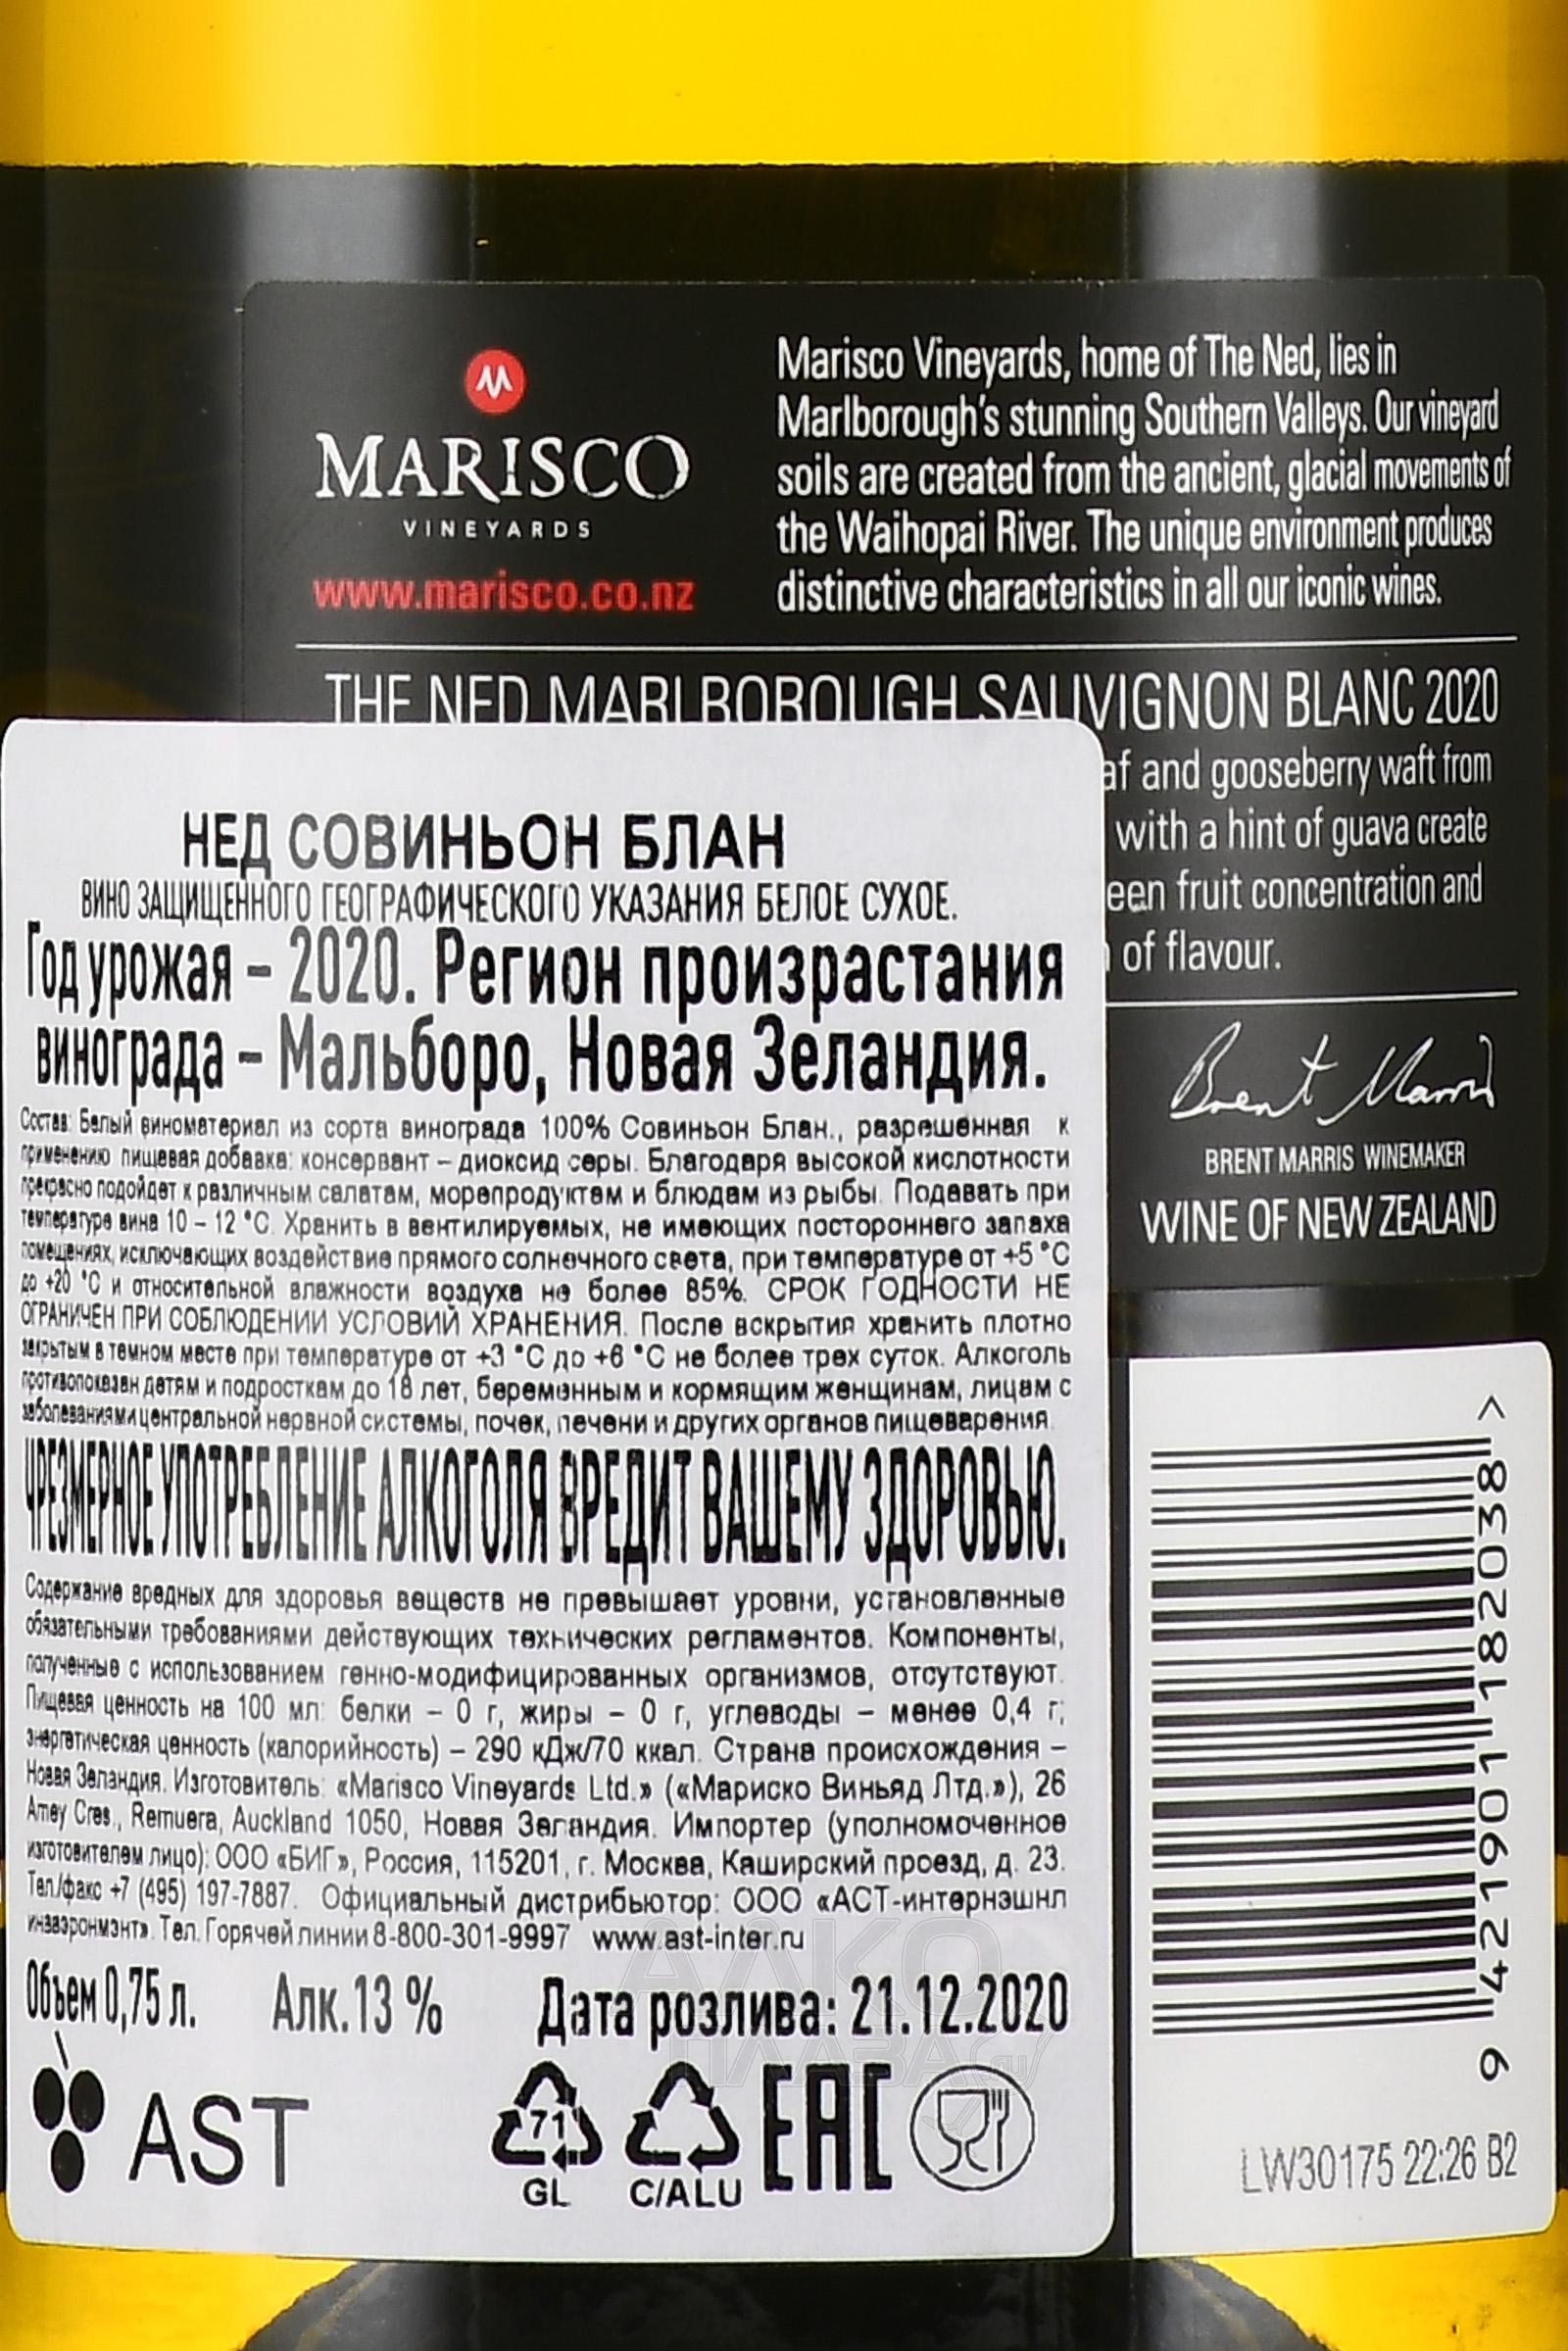 MARISCO
VINEYARDS
www.marisco.co.nz
Marisco Vineyards, home of The Ned, lies in
Marlborough's stunning Southern Valleys. Our vineyard
soils are created from the ancient, glacial movements of
the Waihopai River. The unique environment produces
distinctive characteristics in all our iconic wines.
THE NED MARLBOROUGH SAUVIGNON BLANC 2020
and gooseberry waft from
with a hint of guava create
fruit concentration and
of flavour.
Brent Marris
BRENT MARRIS WINEMAKER
WINE OF NEW ZEALAND
НЕД СОВИНЬОН БЛАН
ВИНО ЗАЩИЩЕННОГО ГЕОГРАФИЧЕСКОГО УКАЗАНИЯ БЕЛОЕ СУХОЕ.
Год урожая – 2020. Регион произрастания
винограда – Мальборо, Новая Зеландия.
Состав: Белый виноматериал из сорта винограда 100% Совиньон Блан., разрешенная к
применению пищевая добавка: консервант – диоксид серы. Благодаря высокой кислотности
прекрасно подойдет к различным салатам, морепродуктам и блюдам из рыбы. Подавать при
температуре вина 10 – 12 °C. Хранить в вентилируемых, не имеющих постороннего запаха
помещениях, исключающих воздействие прямого солнечного света, при температуре от +5 °C
до +20 °C и относительной влажности воздуха не более 85%. СРОК ГОДНОСТИ НЕ
ОГРАНИЧЕН ПРИ СОБЛЮДЕНИИ УСЛОВИЙ ХРАНЕНИЯ. После вскрытия хранить плотно
закрытым в темном месте при температуре от +3 °C до +6 °C не более трех суток. Алкоголь
противопоказан детям и подросткам до 18 лет, беременным и кормящим женщинам, лицам с
заболеваниями центральной нервной системы, почек, печени и других органов пищеварения.
ЧРЕЗМЕРНОЕ УПОТРЕБЛЕНИЕ АЛКОГОЛЯ ВРЕДИТ ВАШЕМУ ЗДОРОВЬЮ.
Содержание вредных для здоровья веществ не превышает уровни, установленные
обязательными требованиями действующих технических регламентов. Компоненты,
полученные с использованием генно-модифицированных организмов, отсутствуют.
Пищевая ценность на 100 мл: белки – 0 г, жиры – 0 г, углеводы – менее 0,4 г;
энергетическая ценность (калорийность) – 290 кДж/70 ккал. Страна происхождения –
Новая Зеландия. Изготовитель: «Marisco Vineyards Ltd.» («Мариско Виньяд Лтд.»), 26
Amey Cres., Remuera, Auckland 1050, Новая Зеландия. Импортер (уполномоченное
изготовителем лицо): ООО «БИГ», Россия, 115201, г. Москва, Каширский проезд, д. 23.
Тел./факс +7 (495) 197-7887. Официальный дистрибьютор: ООО «АСТ-интернэшнл
инваэронмэнт». Тел. Горячей линии 8-800-301-9997 www.ast-inter.ru
Объем 0,75 л. Алк. 13 % Дата розлива: 21.12.2020
AST
71
GL
C/ALU
EAC
9 421901 182038 >
LW30175 22:26 B2
АЛКО
ПЛАЗА.ru